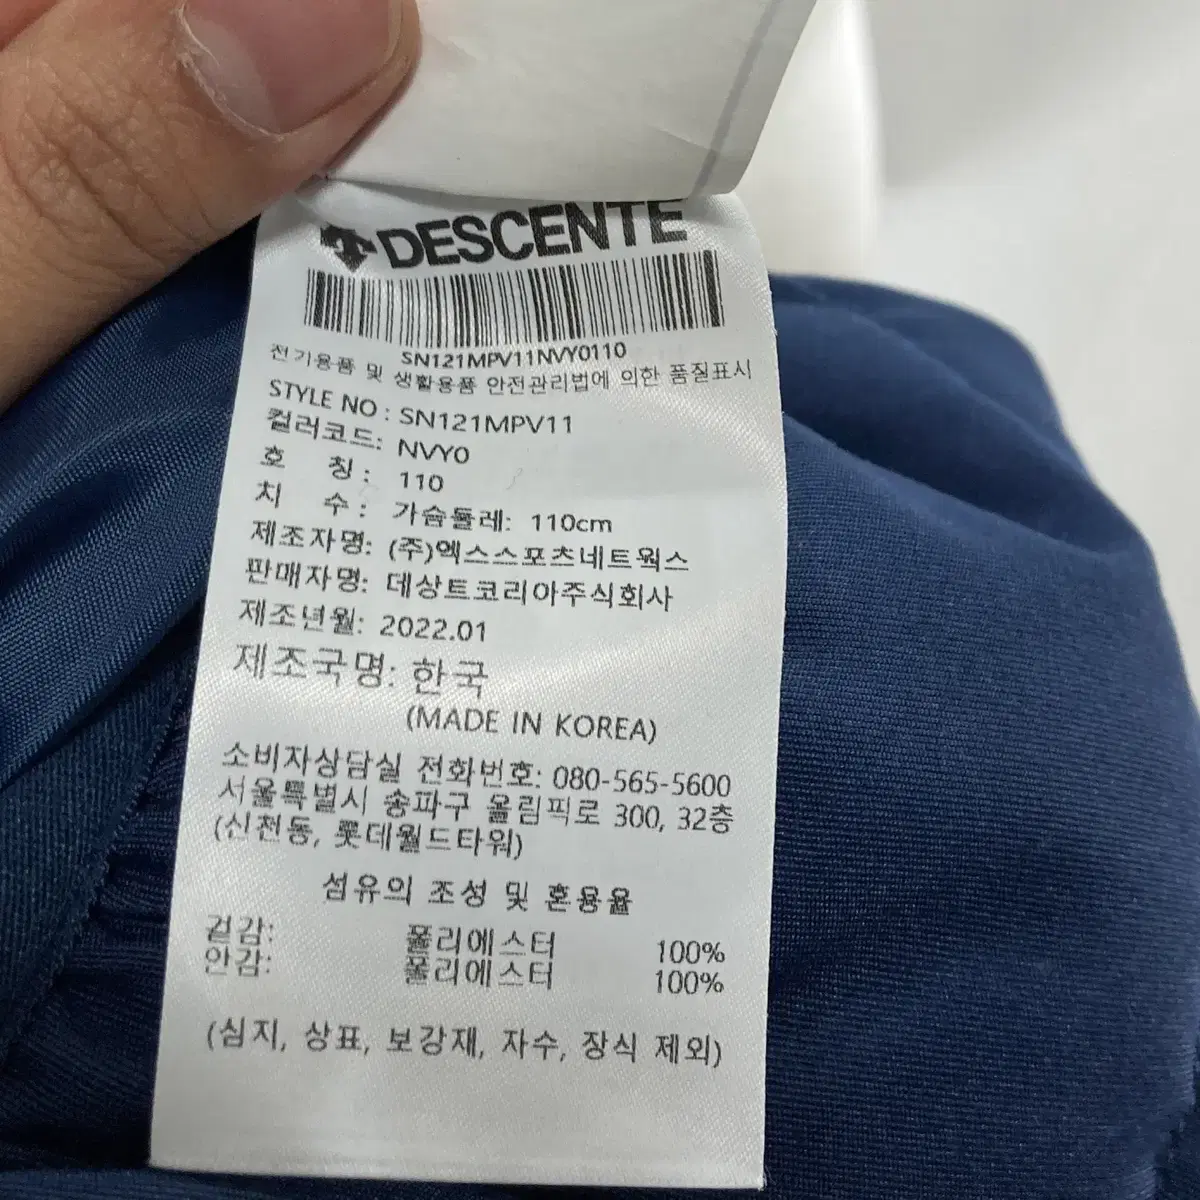 DESCENTE
SN121MPV11NVY0110
전기용품 및 생활용품 안전관리법에 의한 품질표시
STYLE NO : SN121MPV11
컬러코드: NVY0
호 칭 : 110
치 수 : 가슴둘레: 110cm
제조자명: (주)엑스스포츠네트웍스
판매자명: 데상트코리아주식회사
제조년월: 2022.01
제조국명: 한국
(MADE IN KOREA)
소비자상담실 전화번호: 080-565-5600
서울특별시 송파구 올림픽로 300, 32층
(신천동, 롯데월드타워)
섬유의 조성 및 혼용율
겉감: 폴리에스터 100%
안감: 폴리에스터 100%
(심지, 상표, 보강재, 자수, 장식 제외)